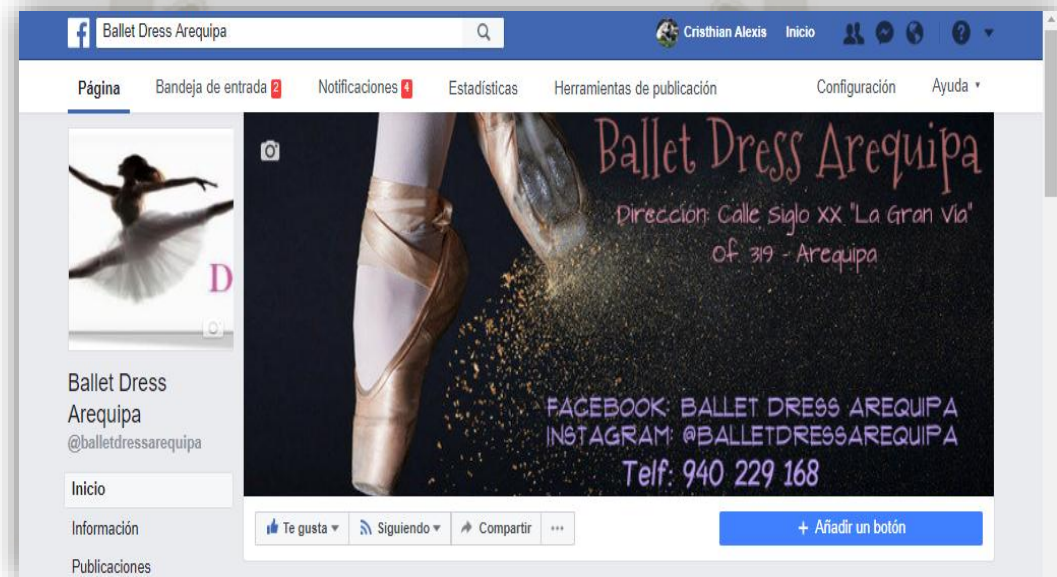 Ballet Dress Arequipa
Cristhian Alexis Inicio
Página Bandeja de entrada 2 Notificaciones 4 Estadísticas Herramientas de publicación Configuración Ayuda
Ballet Dress Arequipa
Dirección: Calle Siglo XX "La Gran Via"
Of. 319 - Arequipa
D
FACEBOOK: BALLET DRESS AREQUIPA
INSTAGRAM: @BALLETDRESSAREQUIPA
Telf: 940 229 168
Ballet Dress
Arequipa
@balletdressarequipa
Inicio
Información
Publicaciones
Te gusta Siguiendo Compartir ...
+ Añadir un botón